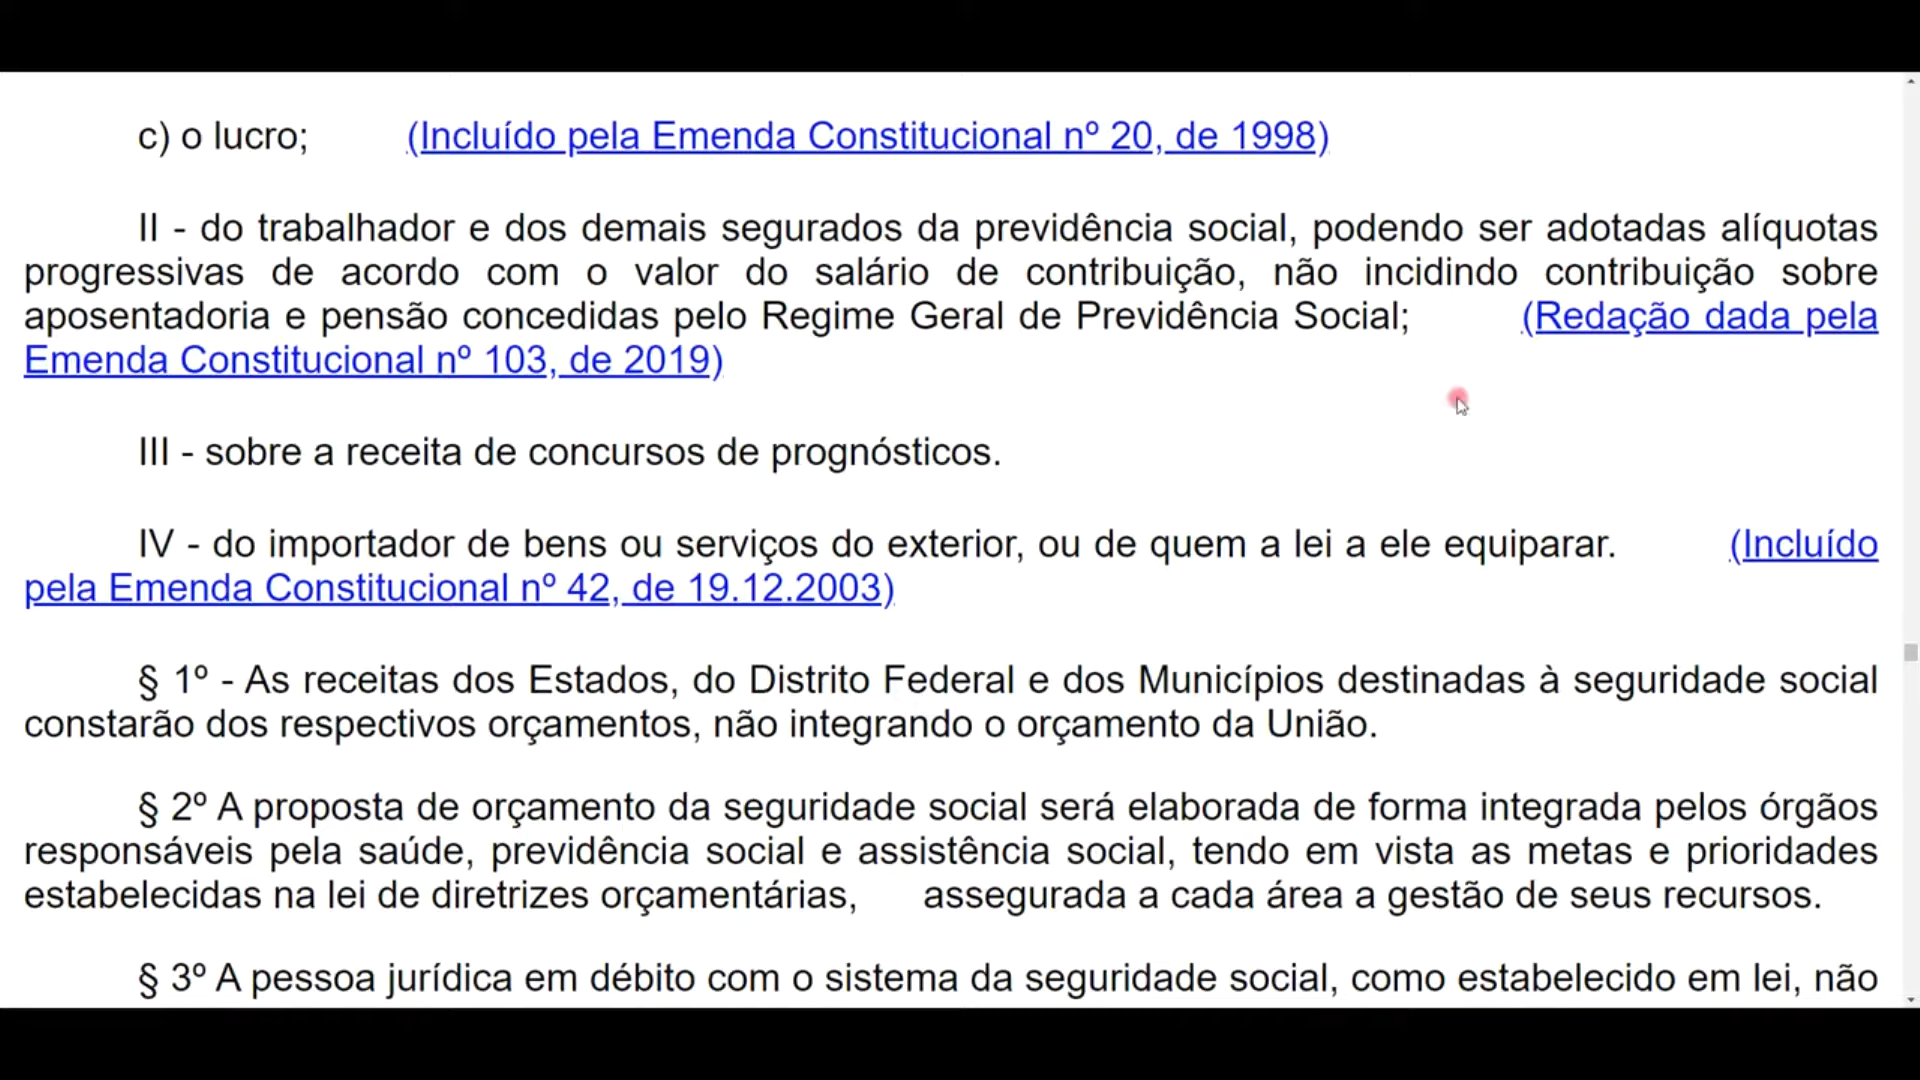 c) o lucro; (Incluído pela Emenda Constitucional nº 20, de 1998)
II - do trabalhador e dos demais segurados da previdência social, podendo ser adotadas alíquotas
progressivas de acordo com o valor do salário de contribuição, não incidindo contribuição sobre
aposentadoria e pensão concedidas pelo Regime Geral de Previdência Social; (Redação dada pela
Emenda Constitucional nº 103, de 2019)
III - sobre a receita de concursos de prognósticos.
IV - do importador de bens ou serviços do exterior, ou de quem a lei a ele equiparar. (Incluído
pela Emenda Constitucional nº 42, de 19.12.2003)
§ 1º - As receitas dos Estados, do Distrito Federal e dos Municípios destinadas à seguridade social
constarão dos respectivos orçamentos, não integrando o orçamento da União.
§ 2º A proposta de orçamento da seguridade social será elaborada de forma integrada pelos órgãos
responsáveis pela saúde, previdência social e assistência social, tendo em vista as metas e prioridades
estabelecidas na lei de diretrizes orçamentárias, assegurada a cada área a gestão de seus recursos.
§ 3º A pessoa jurídica em débito com o sistema da seguridade social, como estabelecido em lei, não